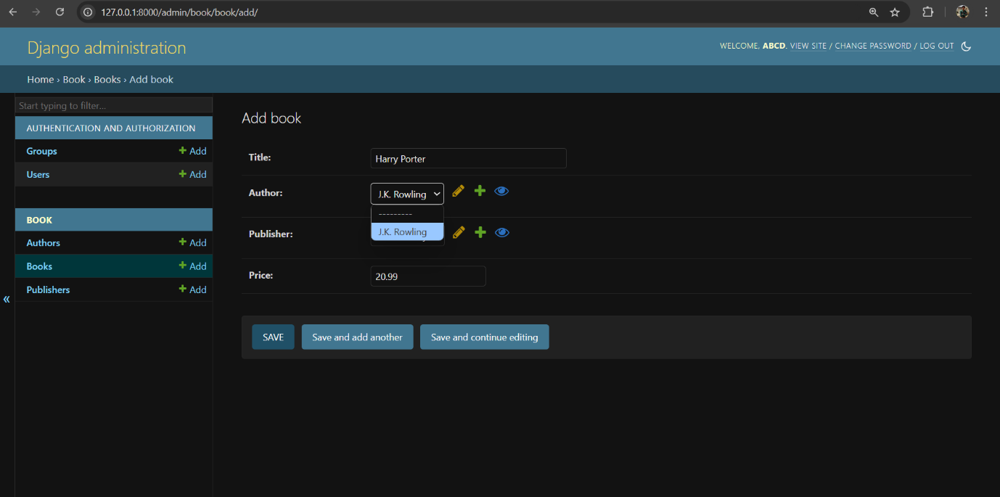 127.0.0.1:8000/admin/book/book/add/
Django administration
WELCOME, ABCD. VIEW SITE / CHANGE PASSWORD / LOG OUT
Home › Book › Books › Add book
Start typing to filter...
AUTHENTICATION AND AUTHORIZATION
Groups + Add
Users + Add
BOOK
Authors + Add
Books + Add
Publishers + Add
«
Add book
Title: Harry Porter
Author: J.K. Rowling
---------
J.K. Rowling
Publisher:
Price: 20.99
SAVE Save and add another Save and continue editing